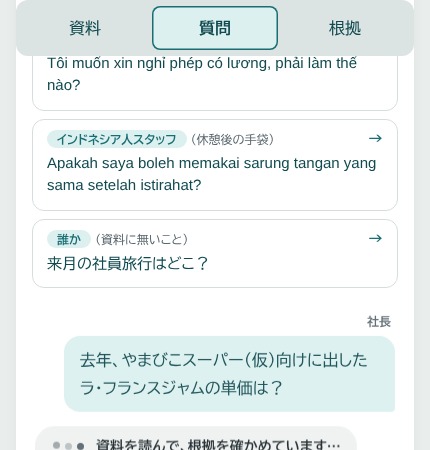 資料
質問
根拠
Tôi muốn xin nghỉ phép có lương, phải làm thế
nào?
インドネシア人スタッフ（休憩後の手袋） →
Apakah saya boleh memakai sarung tangan yang
sama setelah istirahat?
誰か（資料に無いこと） →
来月の社員旅行はどこ？
社長
去年、やまびこスーパー（仮）向けに出した
ラ・フランスジャムの単価は？
資料を読んで、根拠を確かめています…